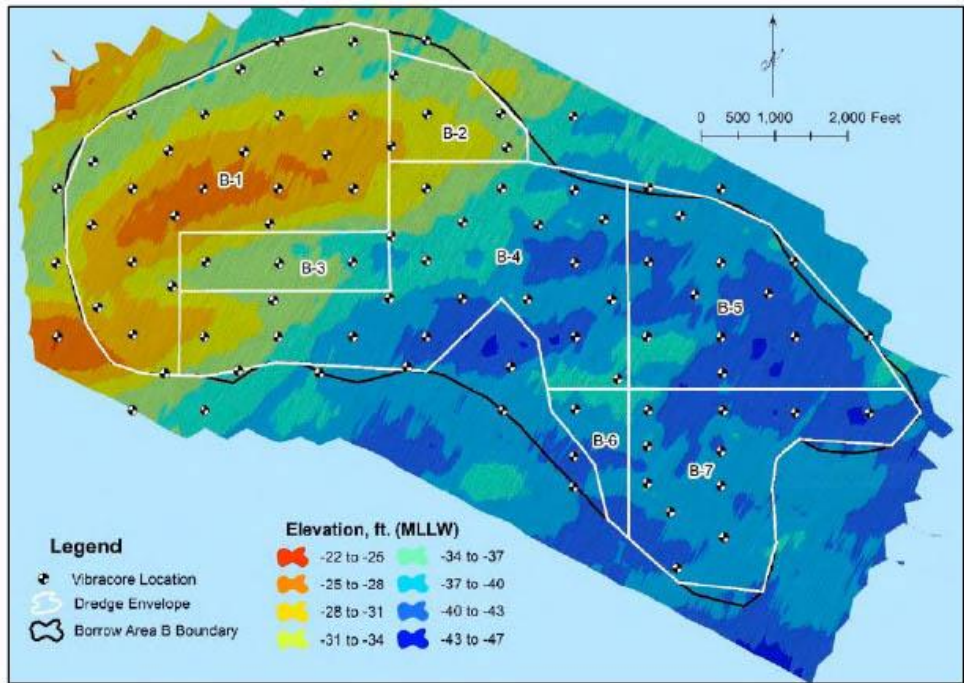 B-2
B-1
B-3
B-4
B-5
B-6
B-7
0 500 1,000 2,000 Feet
Legend
Vibracore Location
Dredge Envelope
Borrow Area B Boundary
Elevation, ft. (MLLW)
-22 to -25
-25 to -28
-28 to -31
-31 to -34
-34 to -37
-37 to -40
-40 to -43
-43 to -47